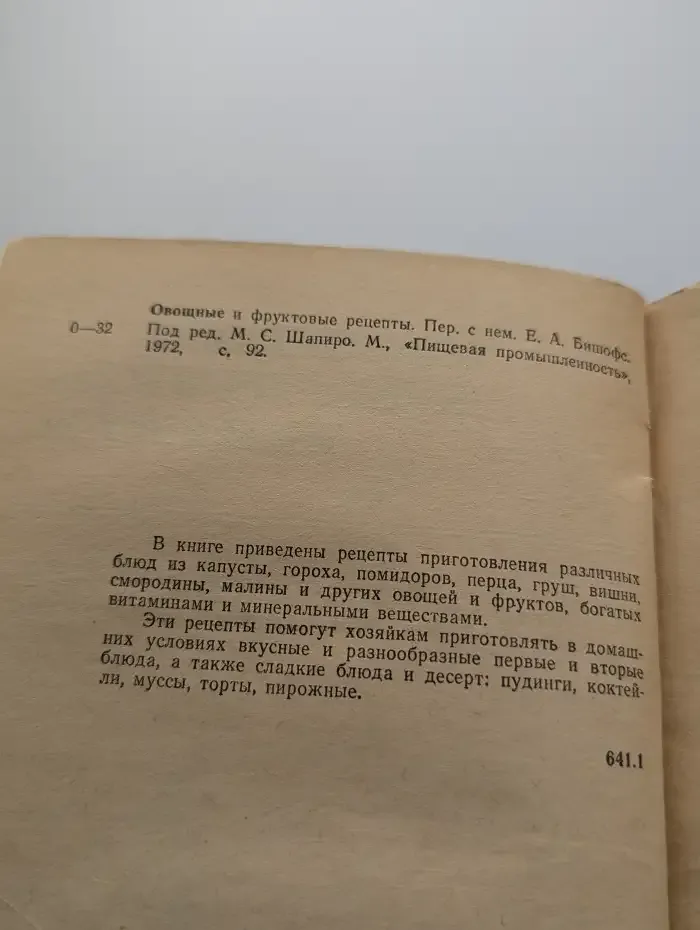 Овощные и фруктовые рецепты. Пер. с нем. Е. А. Бишофс.
0—32 Под ред. М. С. Шапиро. М., «Пищевая промышленность»,
1972, с. 92.
В книге приведены рецепты приготовления различных
блюд из капусты, гороха, помидоров, перца, груш, вишни,
смородины, малины и других овощей и фруктов, богатых
витаминами и минеральными веществами.
Эти рецепты помогут хозяйкам приготовлять в домаш-
них условиях вкусные и разнообразные первые и вторые
блюда, а также сладкие блюда и десерт: пудинги, коктей-
ли, муссы, торты, пирожные.
641.1